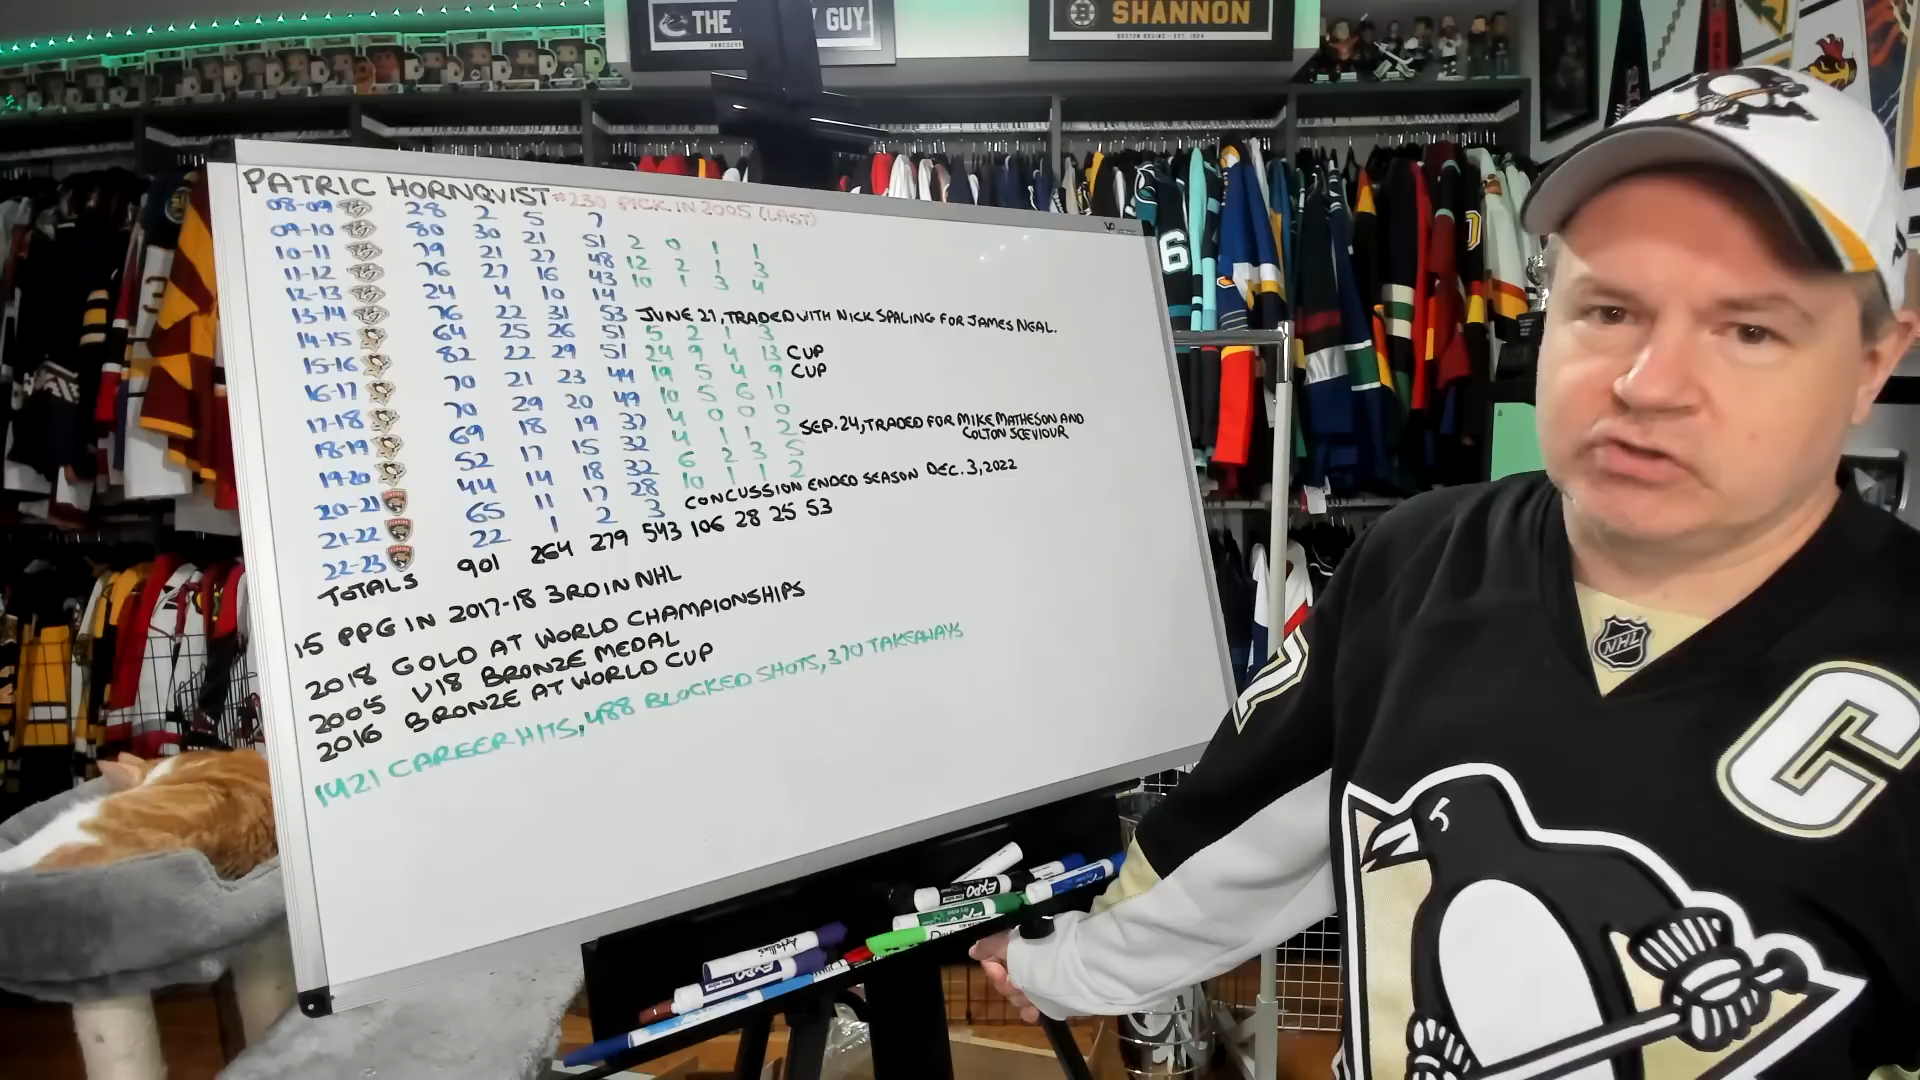 THE
GUY
VANCOUVER
SHANNON
BOSTON BRUINS - EST. 1924
PATRIC HORNQVIST #230 PICK IN 2005 (LAST)
08-09 28 2 5 7
09-10 80 30 21 51 2 0 1 1
10-11 79 21 27 48 12 2 1 3
11-12 76 27 16 43 10 1 3 4
12-13 24 4 10 14
13-14 76 22 31 53 JUNE 21, TRADED WITH NICK SPALING FOR JAMES NEAL.
14-15 64 25 26 51 5 2 1 3
15-16 82 22 29 51 24 9 4 13 CUP
16-17 70 21 23 44 19 5 4 9 CUP
17-18 70 29 20 49 10 5 6 11
18-19 69 18 19 37 4 0 0 0
19-20 52 17 15 32 4 1 1 2 SEP. 24, TRADED FOR MIKE MATHESON AND
COLTON SCEVIOUR
20-21 44 14 18 32 6 2 3 5
21-22 65 11 17 28 10 1 1 2
22-23 22 1 2 3 CONCUSSION ENDED SEASON DEC. 3, 2022
TOTALS 901 264 279 543 106 28 25 53
15 PPG IN 2017-18 3RD IN NHL
2018 GOLD AT WORLD CHAMPIONSHIPS
2005 U18 BRONZE MEDAL
2016 BRONZE AT WORLD CUP
1421 CAREER HITS, 488 BLOCKED SHOTS, 370 TAKEAWAYS
6
NHL
C
EXPO
EXPO
Artellius